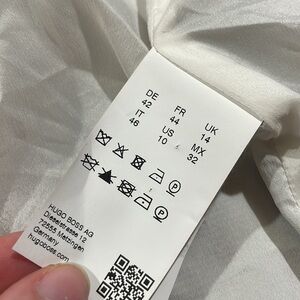 DE FR UK
42 44 14
IT US MX
46 10 32
P
P
HUGO BOSS AG
Dieselstrasse 12
72555 Metzingen
Germany
hugoboss.com